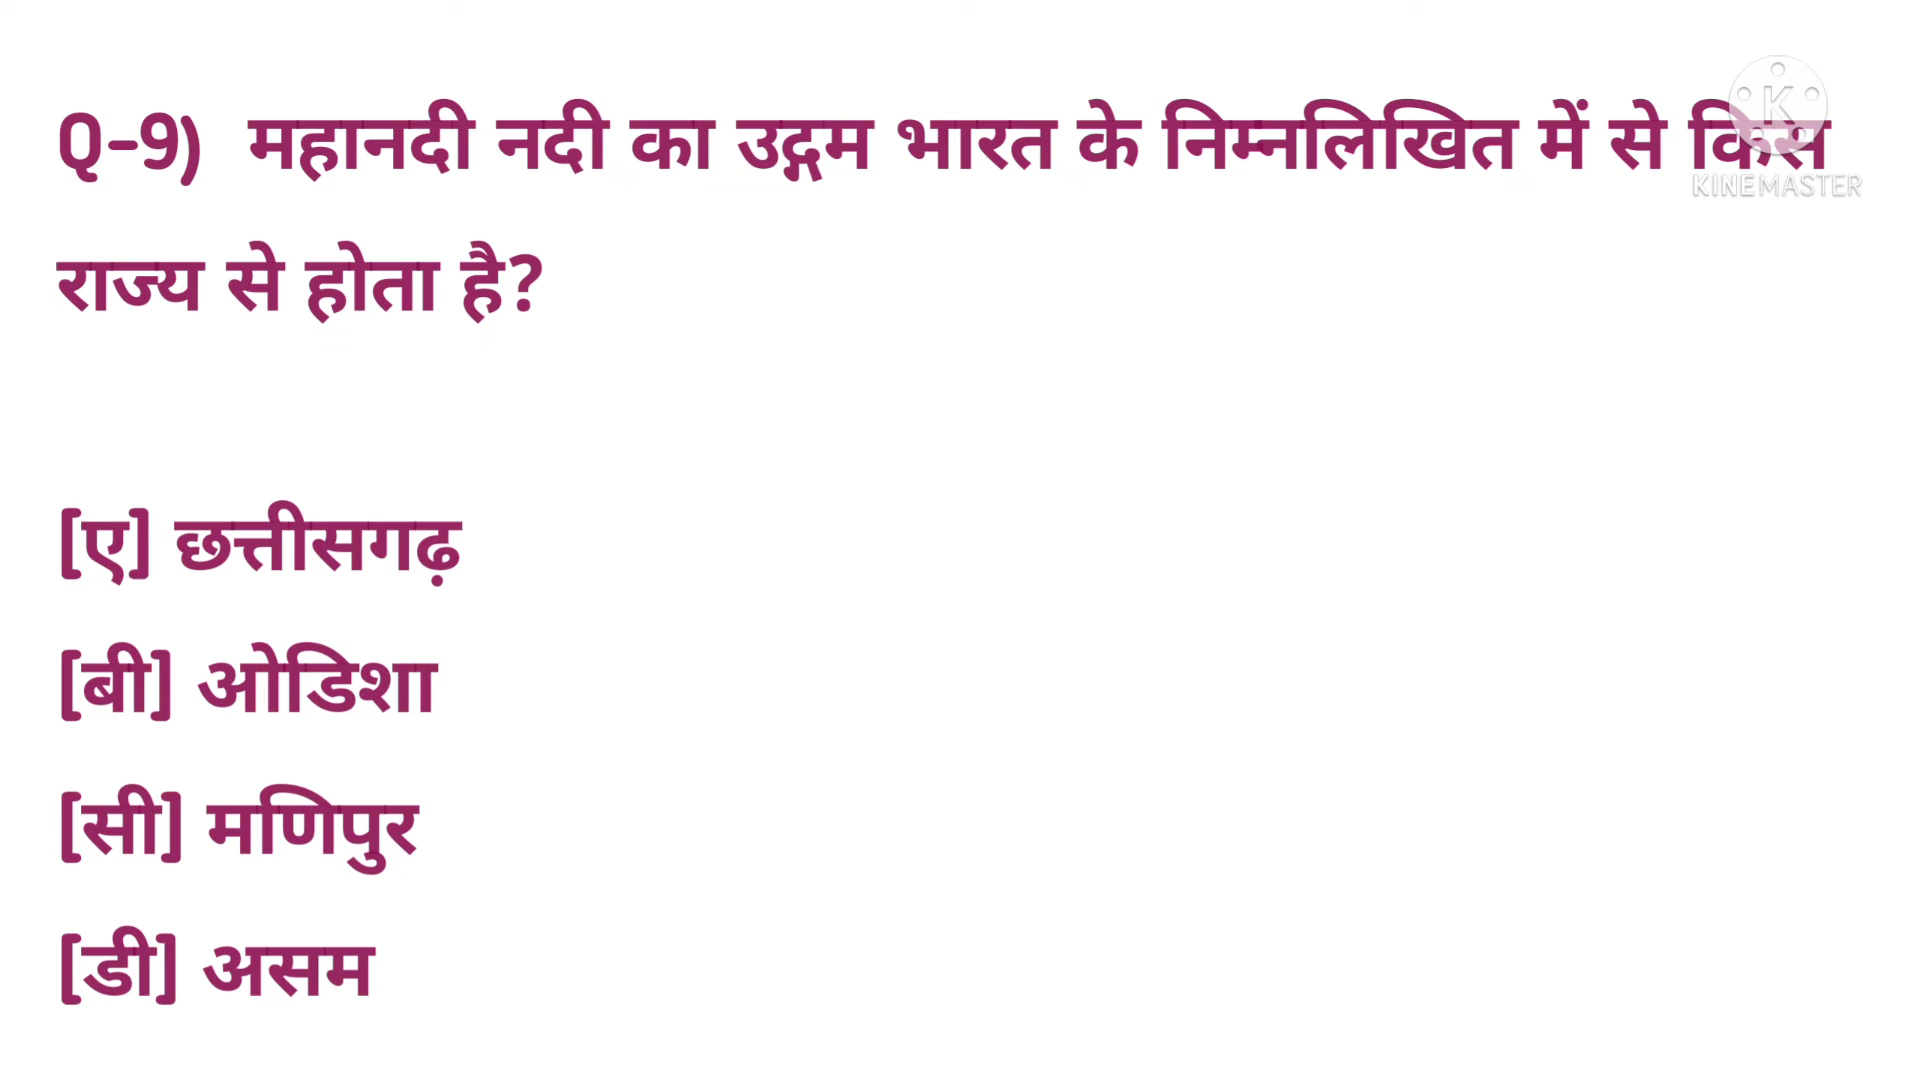 Q-9) महानदी नदी का उद्गम भारत के निम्नलिखित में से किस
K
KINEMASTER
राज्य से होता है?
[ए] छत्तीसगढ़
[बी] ओडिशा
[सी] मणिपुर
[डी] असम